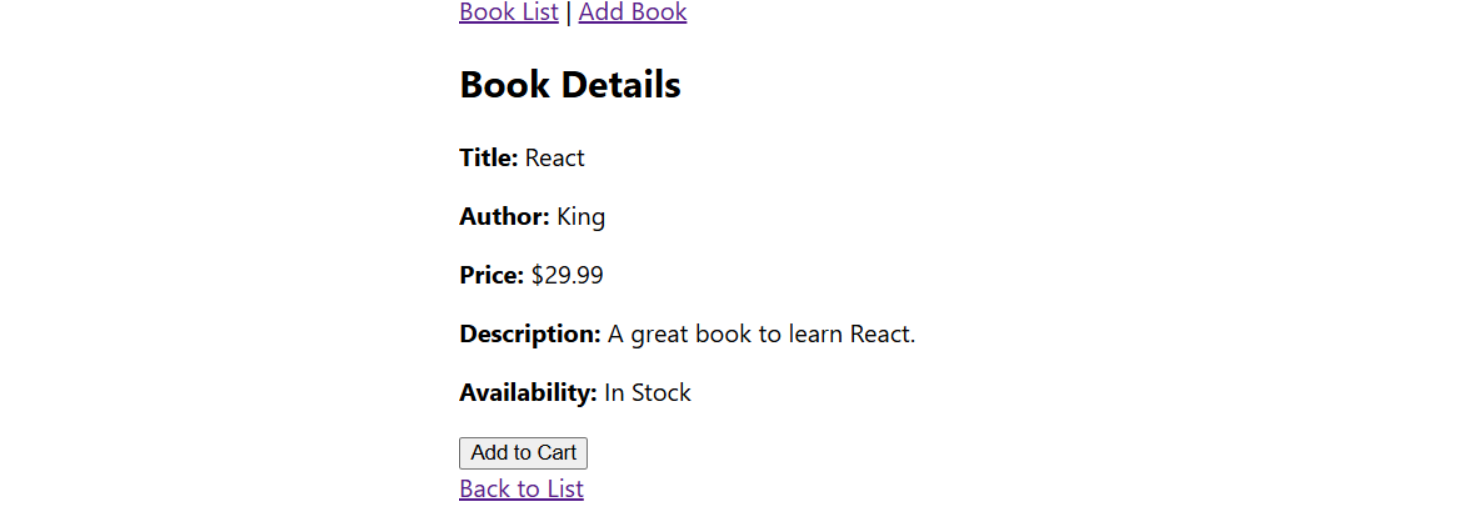 Book List | Add Book
Book Details
Title: React
Author: King
Price: $29.99
Description: A great book to learn React.
Availability: In Stock
Add to Cart
Back to List